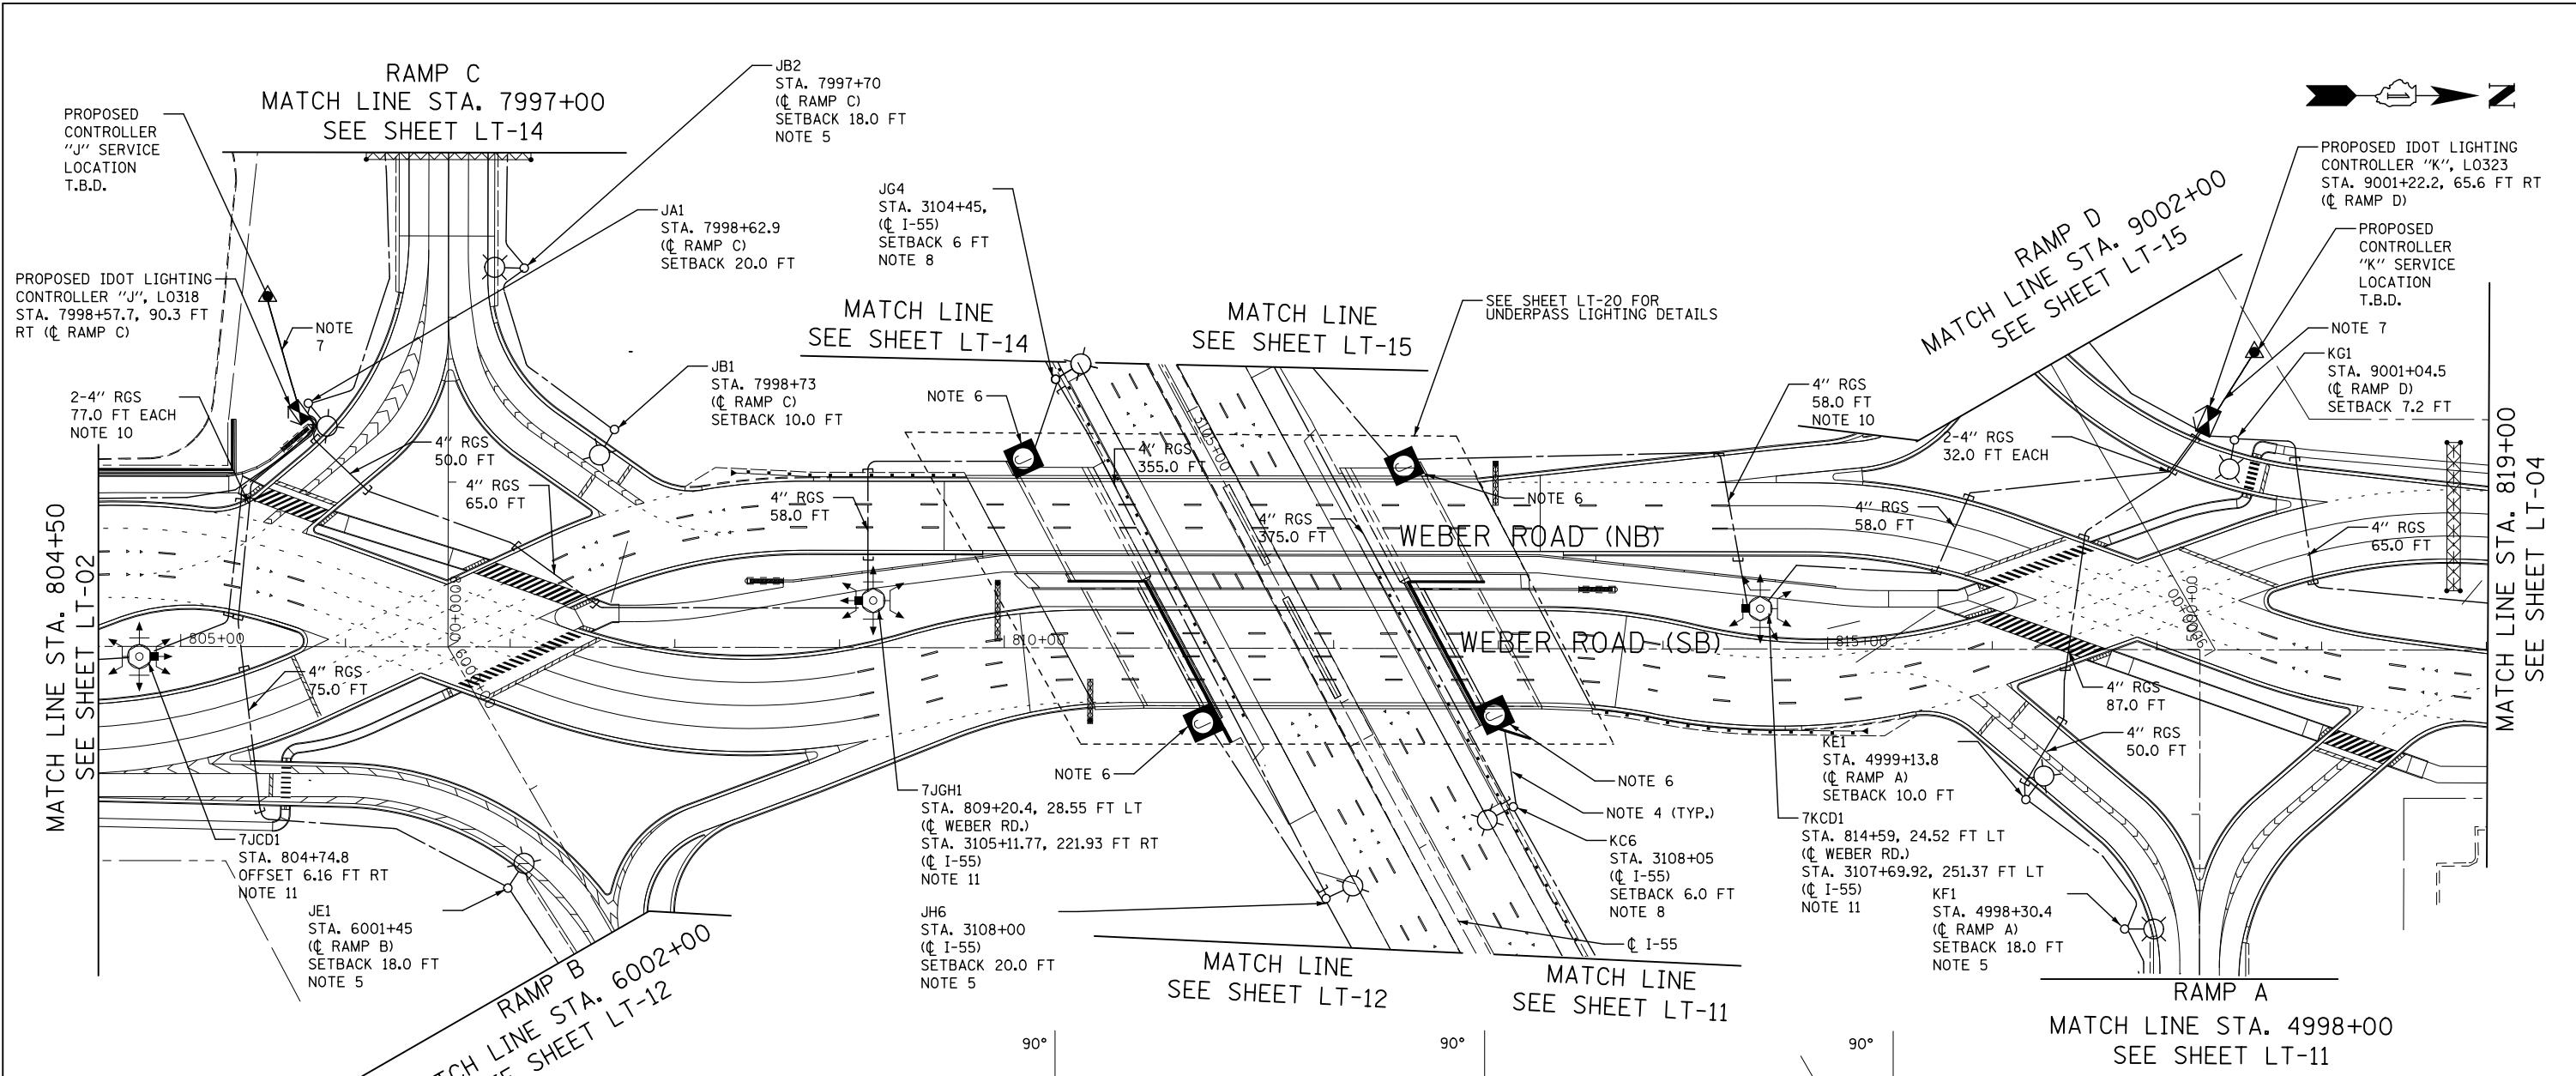 RAMP C
MATCH LINE STA. 7997+00
SEE SHEET LT-14
PROPOSED
CONTROLLER
"J" SERVICE
LOCATION
T.B.D.
JB2
STA. 7997+70
(℄ RAMP C)
SETBACK 18.0 FT
NOTE 5
JA1
STA. 7998+62.9
(℄ RAMP C)
SETBACK 20.0 FT
JG4
STA. 3104+45,
(℄ I-55)
SETBACK 6 FT
NOTE 8
N
PROPOSED IDOT LIGHTING
CONTROLLER "K", L0323
STA. 9001+22.2, 65.6 FT RT
(℄ RAMP D)
RAMP D
MATCH LINE STA. 9002+00
SEE SHEET LT-15
PROPOSED
CONTROLLER
"K" SERVICE
LOCATION
T.B.D.
PROPOSED IDOT LIGHTING
CONTROLLER "J", L0318
STA. 7998+57.7, 90.3 FT
RT (℄ RAMP C)
NOTE
7
MATCH LINE
SEE SHEET LT-14
MATCH LINE
SEE SHEET LT-15
SEE SHEET LT-20 FOR
UNDERPASS LIGHTING DETAILS
NOTE 7
KG1
STA. 9001+04.5
(℄ RAMP D)
SETBACK 7.2 FT
2-4" RGS
77.0 FT EACH
NOTE 10
JB1
STA. 7998+73
(℄ RAMP C)
SETBACK 10.0 FT
NOTE 6
4" RGS
58.0 FT
NOTE 10
2-4" RGS
32.0 FT EACH
4" RGS
50.0 FT
4" RGS
65.0 FT
4" RGS
355.0 FT
3105+00
4" RGS
58.0 FT
NOTE 6
4" RGS
375.0 FT
WEBER ROAD (NB)
4" RGS
58.0 FT
4" RGS
65.0 FT
MATCH LINE STA. 804+50
SEE SHEET LT-02
MATCH LINE STA. 819+00
SEE SHEET LT-04
805+00
810+00
WEBER ROAD (SB)
815+00
4" RGS
75.0 FT
4" RGS
87.0 FT
4" RGS
50.0 FT
NOTE 6
NOTE 6
NOTE 4 (TYP.)
7JCD1
STA. 804+74.8
OFFSET 6.16 FT RT
NOTE 11
JE1
STA. 6001+45
(℄ RAMP B)
SETBACK 18.0 FT
NOTE 5
7JGH1
STA. 809+20.4, 28.55 FT LT
(℄ WEBER RD.)
STA. 3105+11.77, 221.93 FT RT
(℄ I-55)
NOTE 11
JH6
STA. 3108+00
(℄ I-55)
SETBACK 20.0 FT
NOTE 5
KC6
STA. 3108+05
(℄ I-55)
SETBACK 6.0 FT
NOTE 8
℄ I-55
KE1
STA. 4999+13.8
(℄ RAMP A)
SETBACK 10.0 FT
7KCD1
STA. 814+59, 24.52 FT LT
(℄ WEBER RD.)
STA. 3107+69.92, 251.37 FT LT
(℄ I-55)
NOTE 11
KF1
STA. 4998+30.4
(℄ RAMP A)
SETBACK 18.0 FT
NOTE 5
RAMP B
LINE STA. 6002+00
SHEET LT-12
MATCH LINE
SEE SHEET LT-12
MATCH LINE
SEE SHEET LT-11
RAMP A
MATCH LINE STA. 4998+00
SEE SHEET LT-11
90°
90°
90°